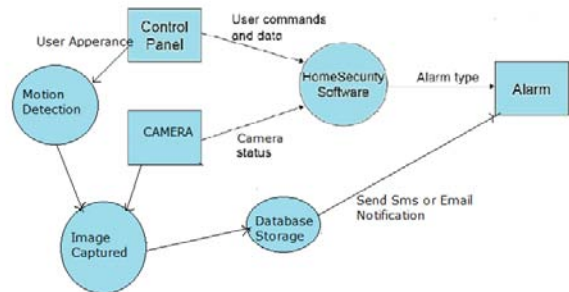 Control
Panel
User commands
and data
User Apperance
Motion
Detection
HomeSecurity
Software
Alarm type
Alarm
CAMERA
Camera
status
Send Sms or Email
Notification
Database
Storage
Image
Captured